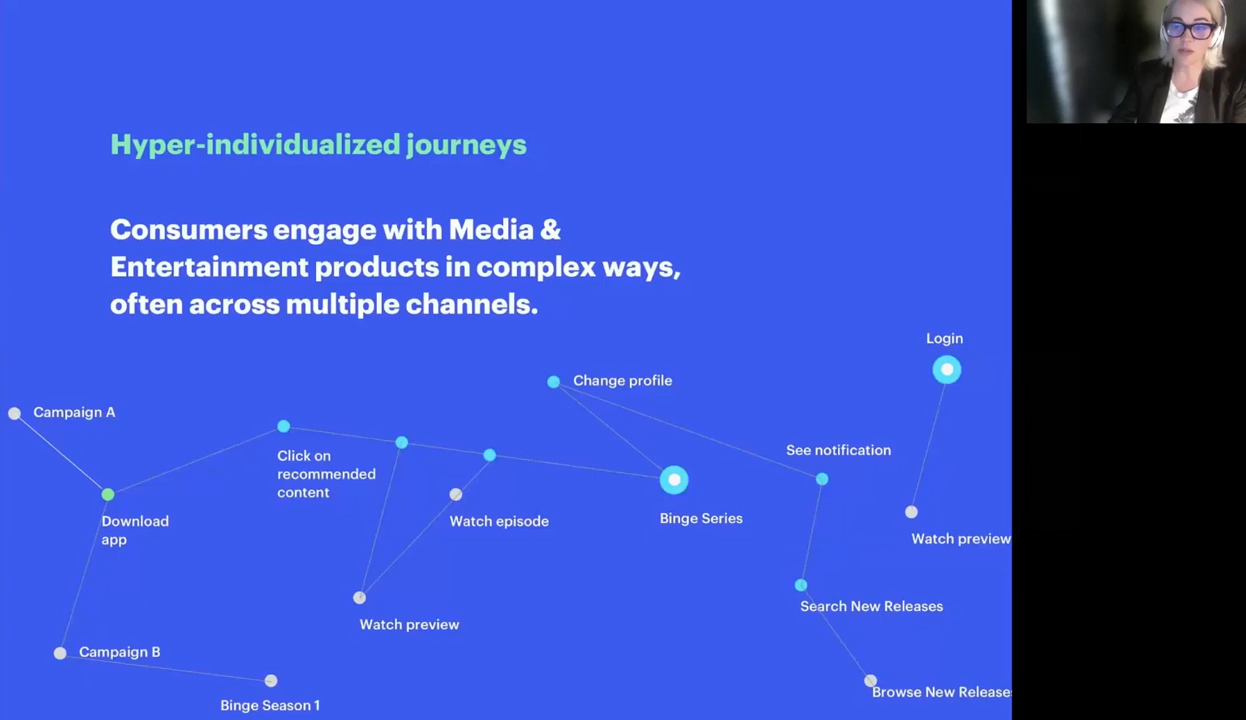 Hyper-individualized journeys
Consumers engage with Media &
Entertainment products in complex ways,
often across multiple channels.
Login
Change profile
Campaign A
See notification
Click on
recommended
content
Download
app
Watch episode
Binge Series
Watch preview
Search New Releases
Watch preview
Campaign B
Browse New Releases
Binge Season 1